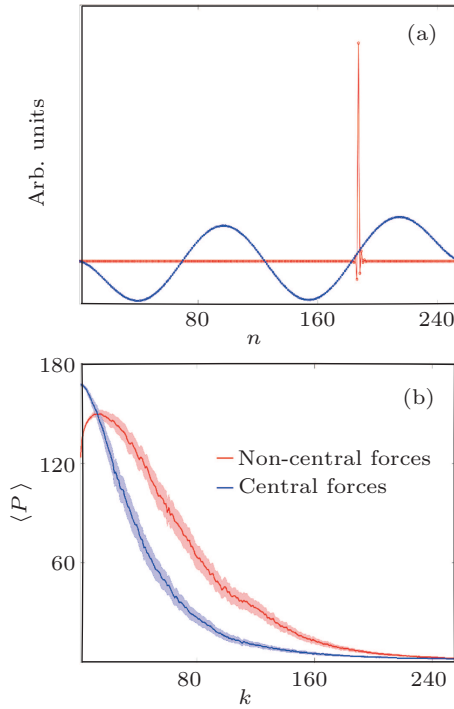 (a)
Arb. units
80
160
240
n
180
(b)
120
Non-central forces
Central forces
⟨P⟩
60
80
160
240
k